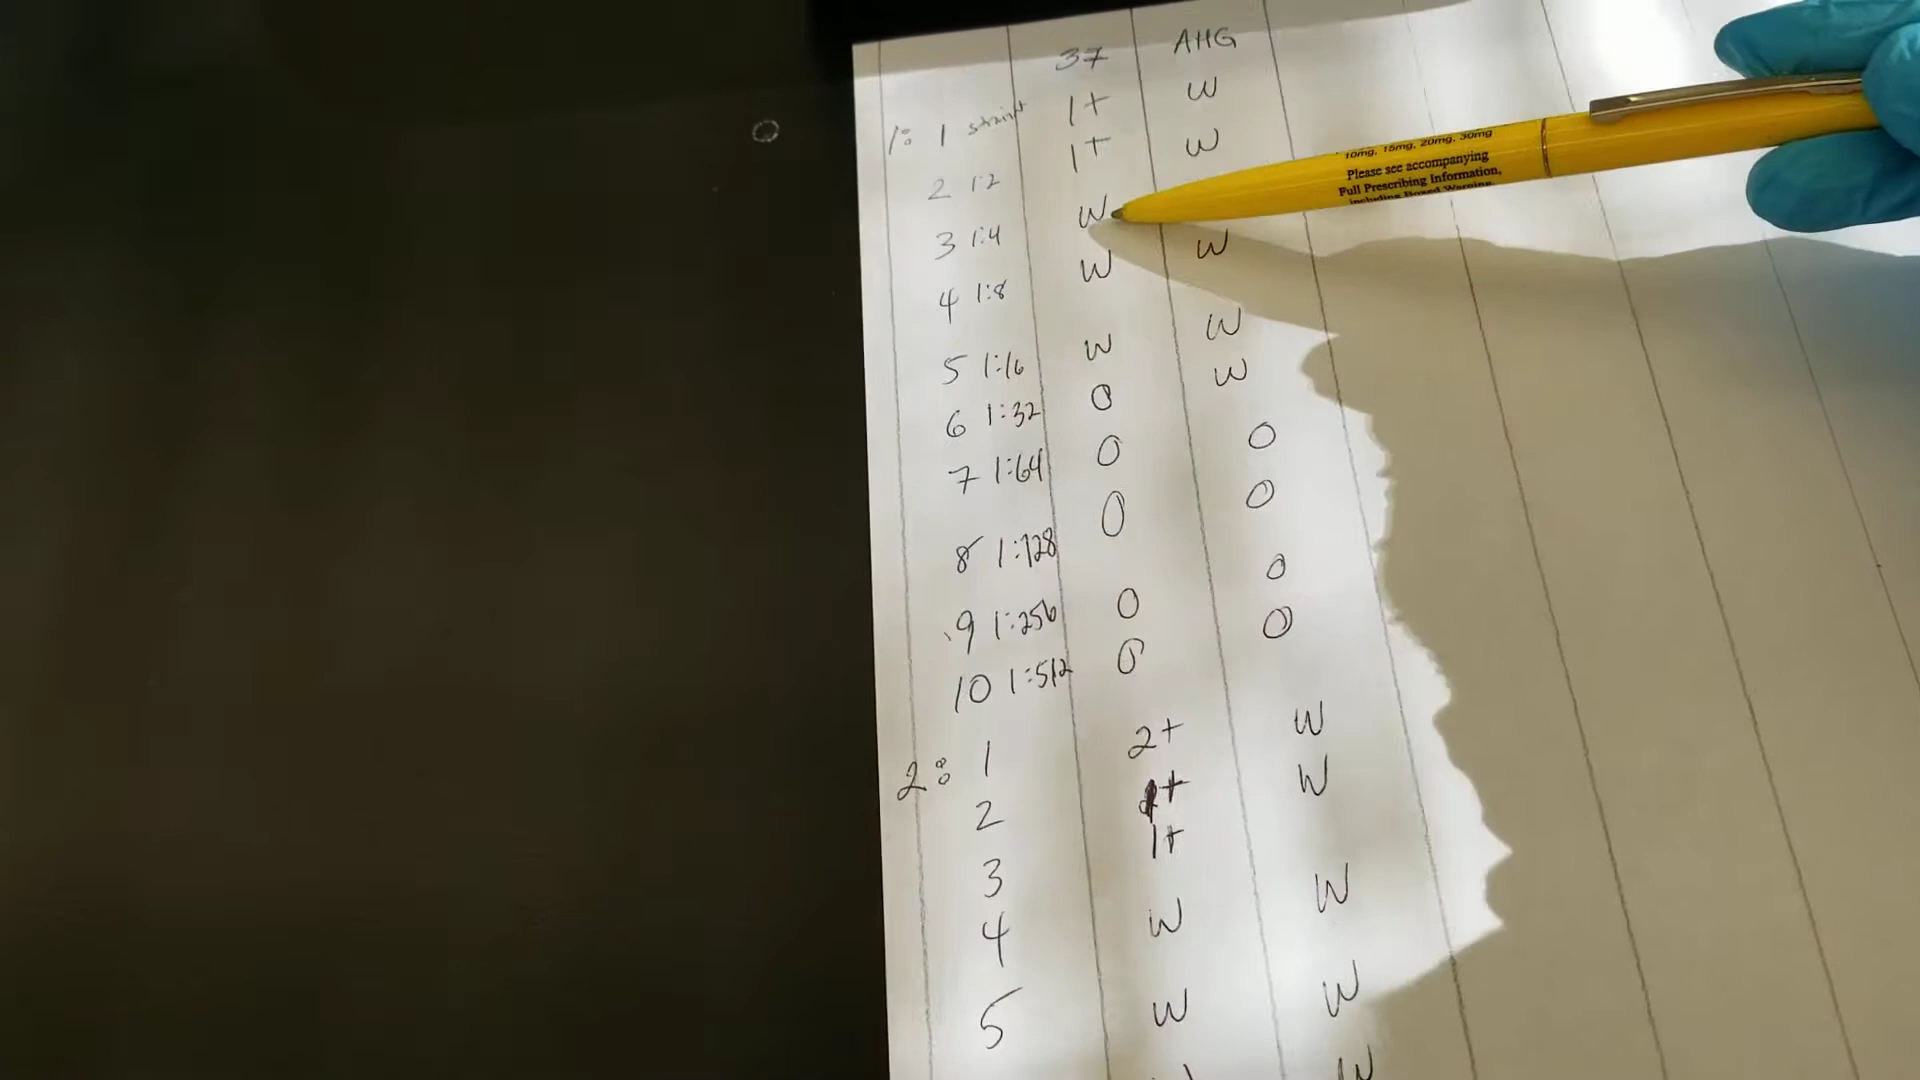 37 AHG
1: 1 straight 1+ W
2 1:2 1+ W
3 1:4 W
4 1:8 W W
5 1:16 W W
6 1:32 0 W
7 1:64 0 0
8 1:128 0 0
9 1:256 0 0
10 1:512 0 0
2: 1 2+ W
2 1+ W
3 1+
4 W W
5 W W
W
10mg, 15mg, 20mg, 30mg
Please see accompanying
Full Prescribing Information,
including Boxed Warning.